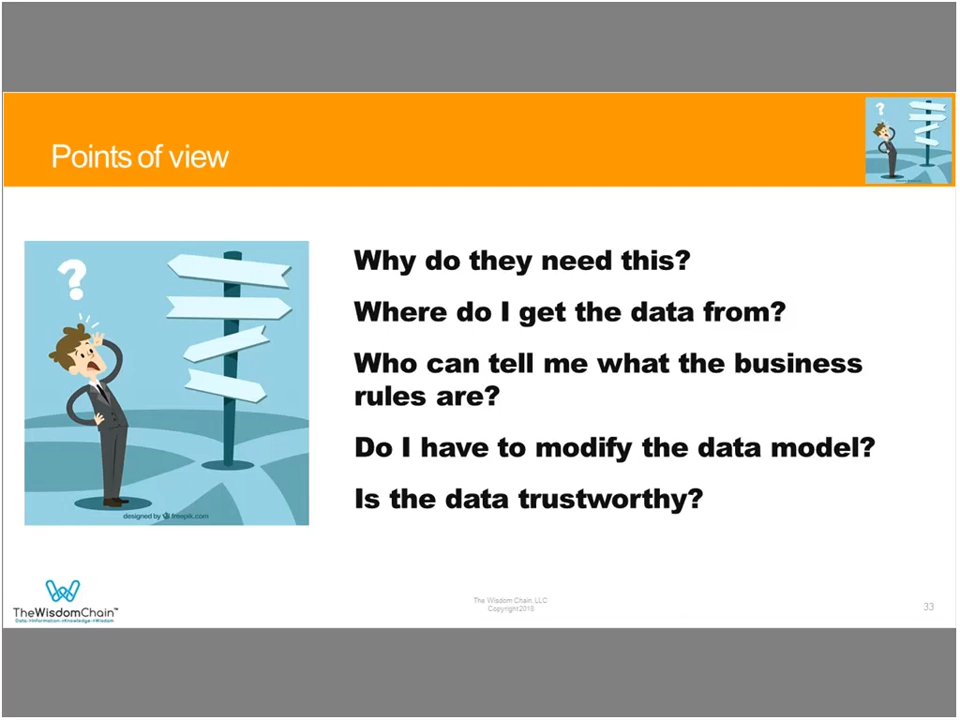 Points of view
?
?
Why do they need this?
Where do I get the data from?
Who can tell me what the business
rules are?
Do I have to modify the data model?
Is the data trustworthy?
designed by freepik.com
TheWisdomChain™
Data->Information->Knowledge->Wisdom
The Wisdom Chain, LLC
Copyright2016
33